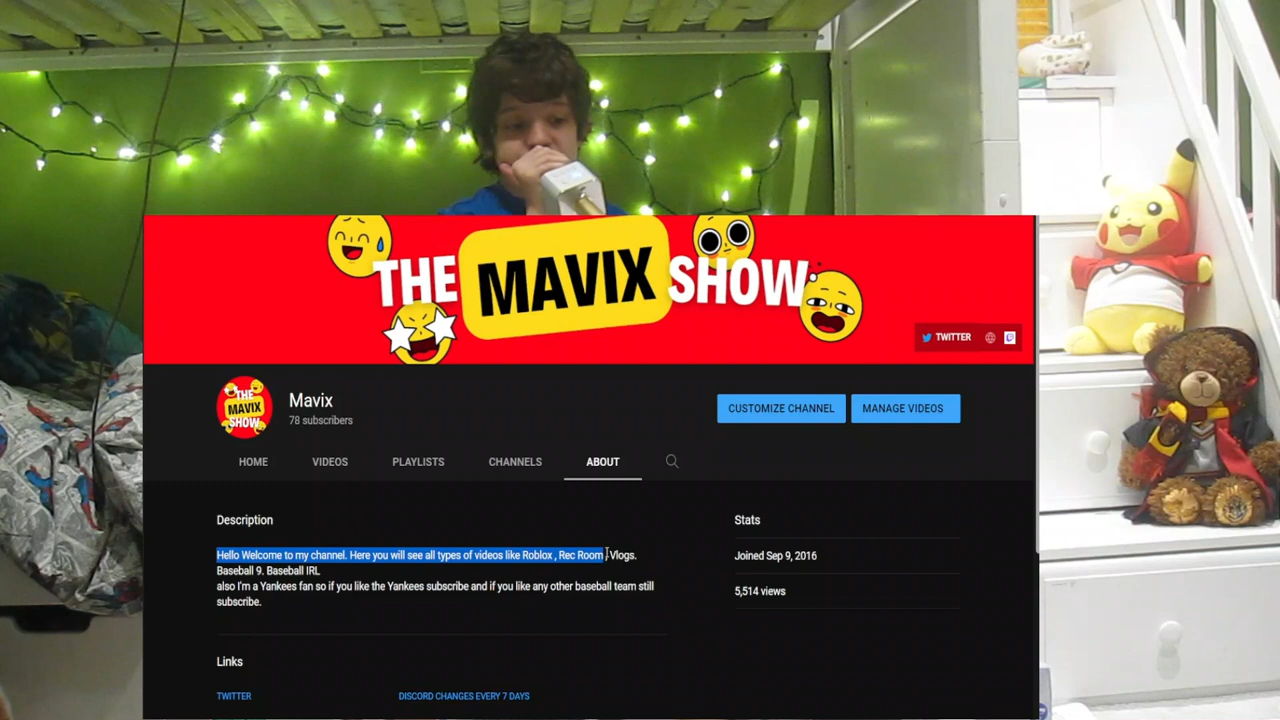 THE MAVIX SHOW
TWITTER
THE
MAVIX
SHOW
Mavix
78 subscribers
CUSTOMIZE CHANNEL
MANAGE VIDEOS
HOME
VIDEOS
PLAYLISTS
CHANNELS
ABOUT
Description
Stats
Hello Welcome to my channel. Here you will see all types of videos like Roblox , Rec Room , Vlogs.
Joined Sep 9, 2016
Baseball 9. Baseball IRL
also I'm a Yankees fan so if you like the Yankees subscribe and if you like any other baseball team still
5,514 views
subscribe.
Links
TWITTER
DISCORD CHANGES EVERY 7 DAYS